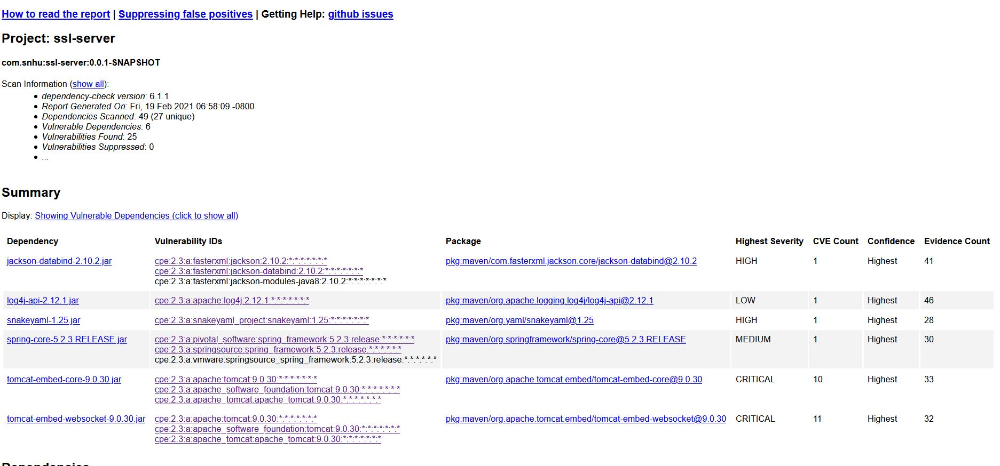 How to read the report | Suppressing false positives | Getting Help: github issues
Project: ssl-server
com.snhu:ssl-server:0.0.1-SNAPSHOT
Scan Information (show all):
• dependency-check version: 6.1.1
• Report Generated On: Fri, 19 Feb 2021 06:58:09 -0800
• Dependencies Scanned: 49 (27 unique)
• Vulnerable Dependencies: 6
• Vulnerabilities Found: 25
• Vulnerabilities Suppressed: 0
• ...
Summary
Display: Showing Vulnerable Dependencies (click to show all)
Dependency Vulnerability IDs Package Highest Severity CVE Count Confidence Evidence Count
jackson-databind-2.10.2.jar cpe:2.3:a:fasterxml:jackson:2.10.2:*:*:*:*:*:*:* pkg:maven/com.fasterxml.jackson.core/jackson-databind@2.10.2 HIGH 1 Highest 41
cpe:2.3:a:fasterxml:jackson-databind:2.10.2:*:*:*:*:*:*:*
cpe:2.3:a:fasterxml:jackson-modules-java8:2.10.2:*:*:*:*:*:*:*
log4j-api-2.12.1.jar cpe:2.3:a:apache:log4j:2.12.1:*:*:*:*:*:*:* pkg:maven/org.apache.logging.log4j/log4j-api@2.12.1 LOW 1 Highest 46
snakeyaml-1.25.jar cpe:2.3:a:snakeyaml_project:snakeyaml:1.25:*:*:*:*:*:*:* pkg:maven/org.yaml/snakeyaml@1.25 HIGH 1 Highest 28
spring-core-5.2.3.RELEASE.jar cpe:2.3:a:pivotal_software:spring_framework:5.2.3:release:*:*:*:*:*:* pkg:maven/org.springframework/spring-core@5.2.3.RELEASE MEDIUM 1 Highest 30
cpe:2.3:a:springsource:spring_framework:5.2.3:release:*:*:*:*:*:*
cpe:2.3:a:vmware:springsource_spring_framework:5.2.3:release:*:*:*:*:*:*
tomcat-embed-core-9.0.30.jar cpe:2.3:a:apache:tomcat:9.0.30:*:*:*:*:*:*:* pkg:maven/org.apache.tomcat.embed/tomcat-embed-core@9.0.30 CRITICAL 10 Highest 33
cpe:2.3:a:apache_software_foundation:tomcat:9.0.30:*:*:*:*:*:*:*
cpe:2.3:a:apache_tomcat:apache_tomcat:9.0.30:*:*:*:*:*:*:*
tomcat-embed-websocket-9.0.30.jar cpe:2.3:a:apache:tomcat:9.0.30:*:*:*:*:*:*:* pkg:maven/org.apache.tomcat.embed/tomcat-embed-websocket@9.0.30 CRITICAL 11 Highest 32
cpe:2.3:a:apache_software_foundation:tomcat:9.0.30:*:*:*:*:*:*:*
cpe:2.3:a:apache_tomcat:apache_tomcat:9.0.30:*:*:*:*:*:*:*
Dependencies